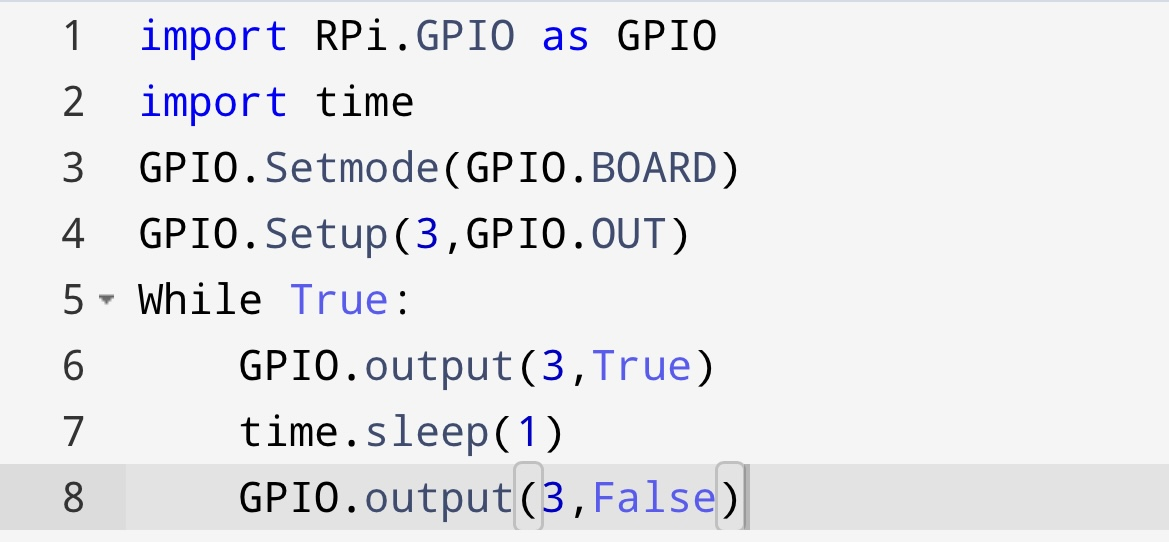 1 import RPi.GPIO as GPIO
2 import time
3 GPIO.Setmode(GPIO.BOARD)
4 GPIO.Setup(3,GPIO.OUT)
5 While True:
6     GPIO.output(3,True)
7     time.sleep(1)
8     GPIO.output(3,False)